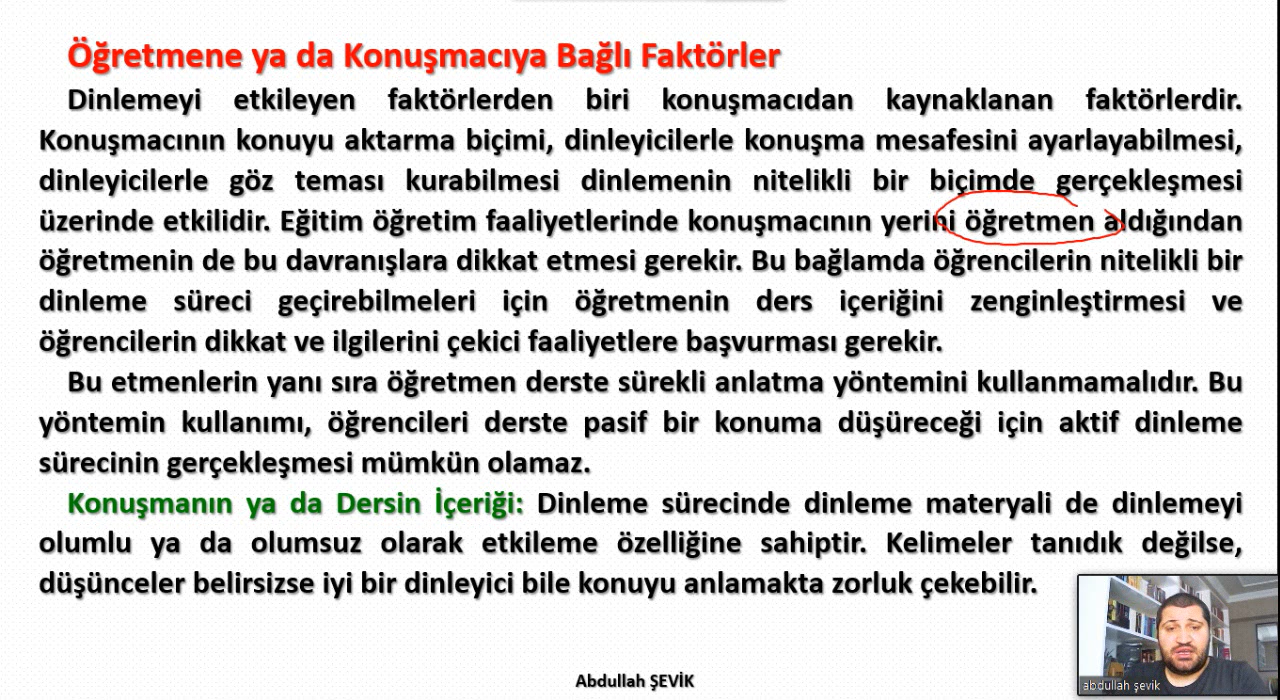 Öğretmene ya da Konuşmacıya Bağlı Faktörler
Dinlemeyi etkileyen faktörlerden biri konuşmacıdan kaynaklanan faktörlerdir.
Konuşmacının konuyu aktarma biçimi, dinleyicilerle konuşma mesafesini ayarlayabilmesi,
dinleyicilerle göz teması kurabilmesi dinlemenin nitelikli bir biçimde gerçekleşmesi
üzerinde etkilidir. Eğitim öğretim faaliyetlerinde konuşmacının yerini öğretmen aldığından
öğretmenin de bu davranışlara dikkat etmesi gerekir. Bu bağlamda öğrencilerin nitelikli bir
dinleme süreci geçirebilmeleri için öğretmenin ders içeriğini zenginleştirmesi ve
öğrencilerin dikkat ve ilgilerini çekici faaliyetlere başvurması gerekir.
Bu etmenlerin yanı sıra öğretmen derste sürekli anlatma yöntemini kullanmamalıdır. Bu
yöntemin kullanımı, öğrencileri derste pasif bir konuma düşüreceği için aktif dinleme
sürecinin gerçekleşmesi mümkün olamaz.
Konuşmanın ya da Dersin İçeriği: Dinleme sürecinde dinleme materyali de dinlemeyi
olumlu ya da olumsuz olarak etkileme özelliğine sahiptir. Kelimeler tanıdık değilse,
düşünceler belirsizse iyi bir dinleyici bile konuyu anlamakta zorluk çekebilir.
abdullah şevik
Abdullah ŞEVİK